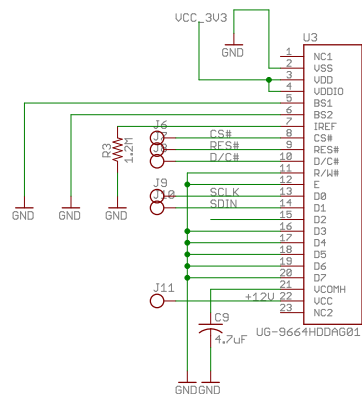 VCC_3V3
U3
GND
1 NC1
2 VSS
3 VDD
4 VDDIO
5 BS1
6 BS2
7 IREF
J6
8 CS#
CS#
J7
9 RES#
RES#
J8
10 D/C#
D/C#
R3
1.2M
11 R/W#
12 E
J9
13 D0
SCLK
J10
14 D1
SDIN
15 D2
16 D3
17 D4
18 D5
19 D6
20 D7
GND
GND
GND
21 VCOMH
J11
+12V
22 VCC
23 NC2
C9
4.7uF
UG-9664HDDAG01
GND
GND